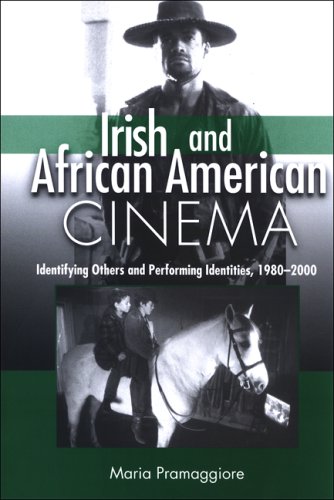 Irish and
African American
CINEMA
Identifying Others and Performing Identities, 1980–2000
Maria Pramaggiore